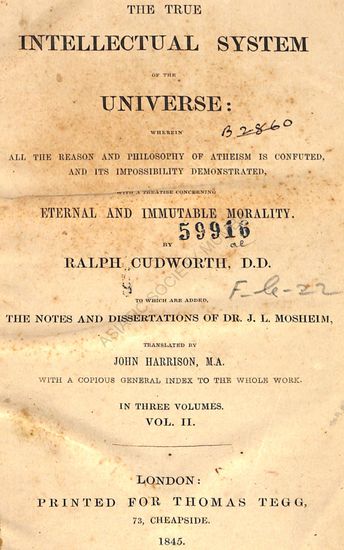 THE TRUE
INTELLECTUAL SYSTEM
OF THE
UNIVERSE:
B2860
WHEREIN
ALL THE REASON AND PHILOSOPHY OF ATHEISM IS CONFUTED,
AND ITS IMPOSSIBILITY DEMONSTRATED,
WITH A TREATISE CONCERNING
ETERNAL AND IMMUTABLE MORALITY.
59916
BY
RALPH CUDWORTH, D.D.
TO WHICH ARE ADDED,
THE NOTES AND DISSERTATIONS OF DR. J. L. MOSHEIM,
TRANSLATED BY
JOHN HARRISON, M.A.
WITH A COPIOUS GENERAL INDEX TO THE WHOLE WORK.
IN THREE VOLUMES.
VOL. II.
LONDON:
PRINTED FOR THOMAS TEGG,
73, CHEAPSIDE.
1845.